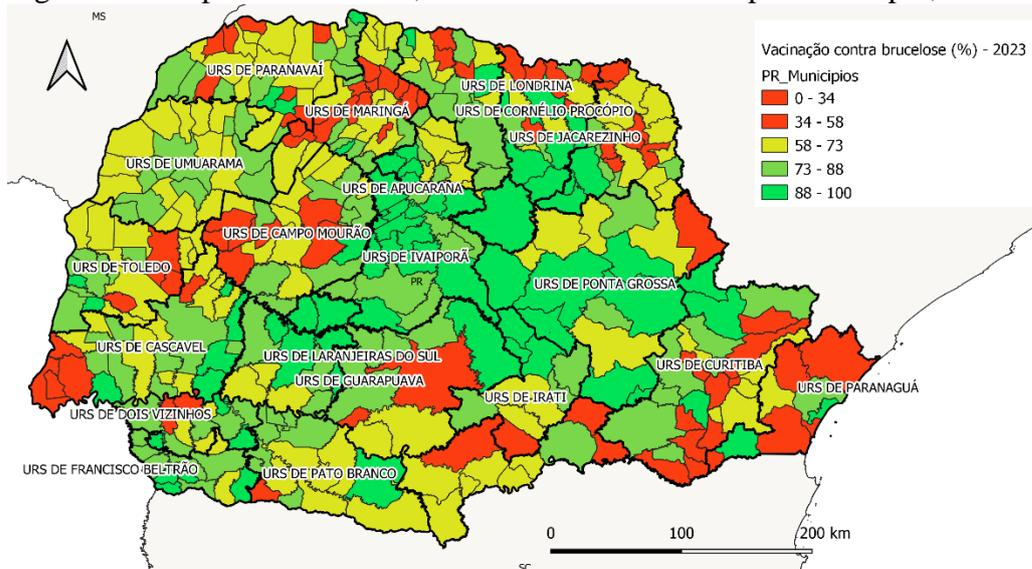 MS
Vacinação contra brucelose (%) - 2023
PR_Municipios
0 - 34
34 - 58
58 - 73
73 - 88
88 - 100
URS DE PARANAVAÍ
URS DE LONDRINA
URS DE MARINGÁ
URS DE CORNÉLIO PROCÓPIO
URS DE JACAREZINHO
URS DE UMUARAMA
URS DE APUCARANA
URS DE CAMPO MOURÃO
URS DE IVAIPORÃ
URS DE TOLEDO
PR
URS DE PONTA GROSSA
URS DE CASCAVEL
URS DE LARANJEIRAS DO SUL
URS DE CURITIBA
URS DE GUARAPUAVA
URS DE PARANAGUÁ
URS DE IRATI
URS DE DOIS VIZINHOS
URS DE FRANCISCO BELTRÃO
URS DE PATO BRANCO
0 100 200 km